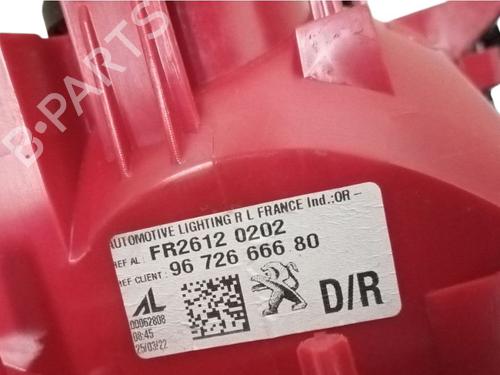 B-PARTS
AUTOMOTIVE LIGHTING R L FRANCE Ind.:OR-
REF AL: FR2612 0202
REF CLIENT: 96 726 666 80
AL
00062808
08:45
25/03/22
D/R